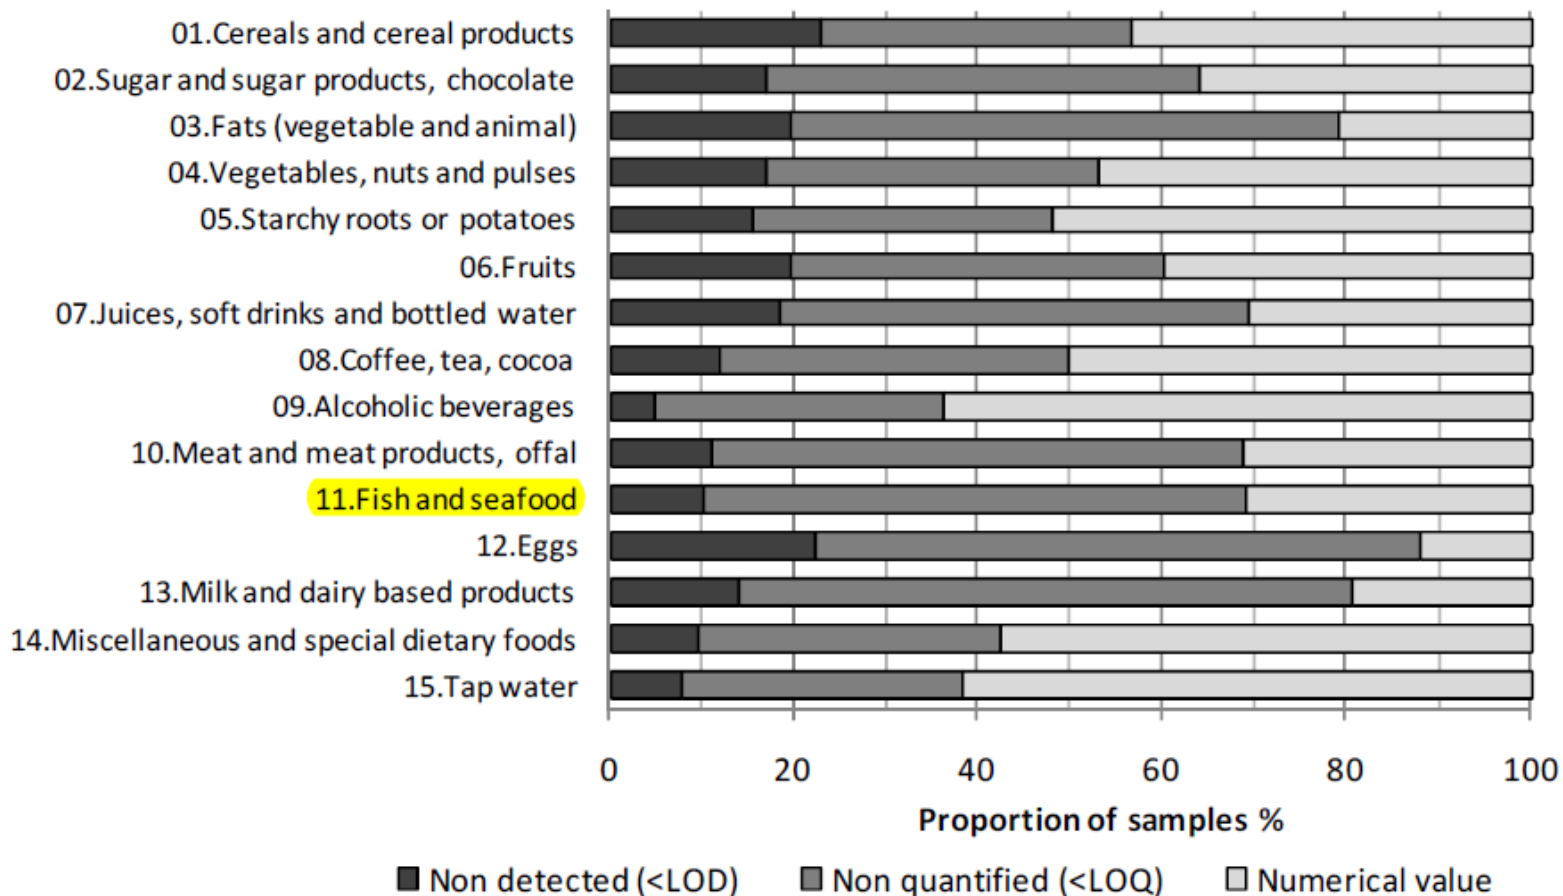 01.Cereals and cereal products
02.Sugar and sugar products, chocolate
03.Fats (vegetable and animal)
04.Vegetables, nuts and pulses
05.Starchy roots or potatoes
06.Fruits
07.Juices, soft drinks and bottled water
08.Coffee, tea, cocoa
09.Alcoholic beverages
10.Meat and meat products, offal
11.Fish and seafood
12.Eggs
13.Milk and dairy based products
14.Miscellaneous and special dietary foods
15.Tap water
0 20 40 60 80 100
Proportion of samples %
Non detected (<LOD) Non quantified (<LOQ) Numerical value